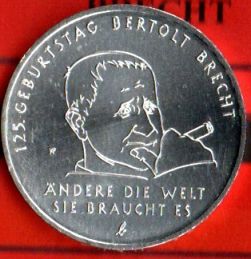 125. GEBURTSTAG BERTOLT BRECHT
ÄNDERE DIE WELT
SIE BRAUCHT ES